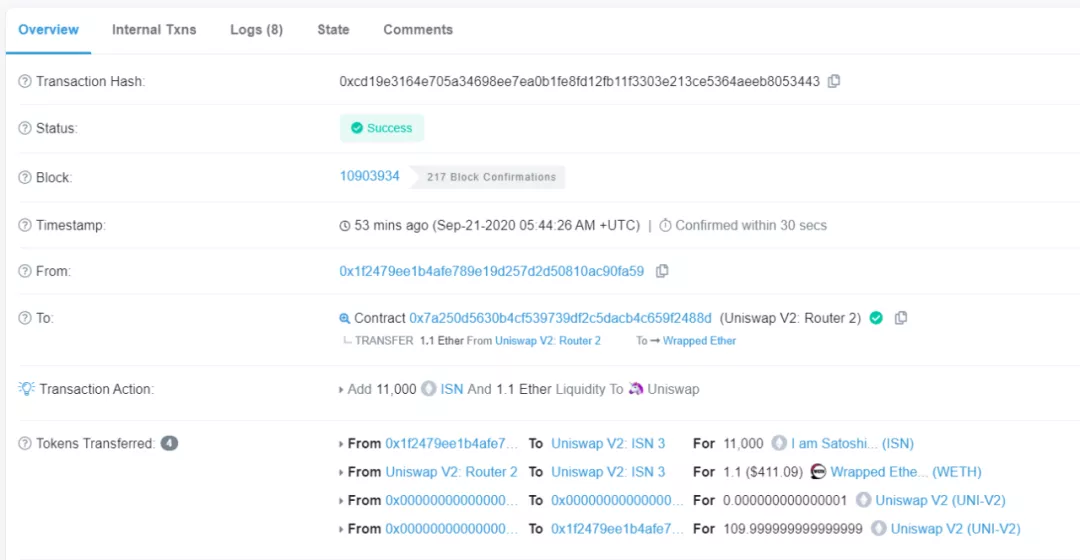 Overview Internal Txns Logs (8) State Comments
Transaction Hash: 0xcd19e3164e705a34698ee7ea0b1fe8fd12fb11f3303e213ce5364aeeb8053443
Status: Success
Block: 10903934 217 Block Confirmations
Timestamp: 53 mins ago (Sep-21-2020 05:44:26 AM +UTC) | Confirmed within 30 secs
From: 0x1f2479ee1b4afe789e19d257d2d50810ac90fa59
To: Contract 0x7a250d5630b4cf539739df2c5dacb4c659f2488d (Uniswap V2: Router 2)
TRANSFER 1.1 Ether From Uniswap V2: Router 2 To → Wrapped Ether
Transaction Action: Add 11,000 ISN And 1.1 Ether Liquidity To Uniswap
Tokens Transferred: 4 From 0x1f2479ee1b4afe7... To Uniswap V2: ISN 3 For 11,000 I am Satoshi... (ISN)
From Uniswap V2: Router 2 To Uniswap V2: ISN 3 For 1.1 ($411.09) Wrapped Ethe... (WETH)
From 0x00000000000000... To 0x00000000000000... For 0.000000000000001 Uniswap V2 (UNI-V2)
From 0x00000000000000... To 0x1f2479ee1b4afe7... For 109.999999999999999 Uniswap V2 (UNI-V2)